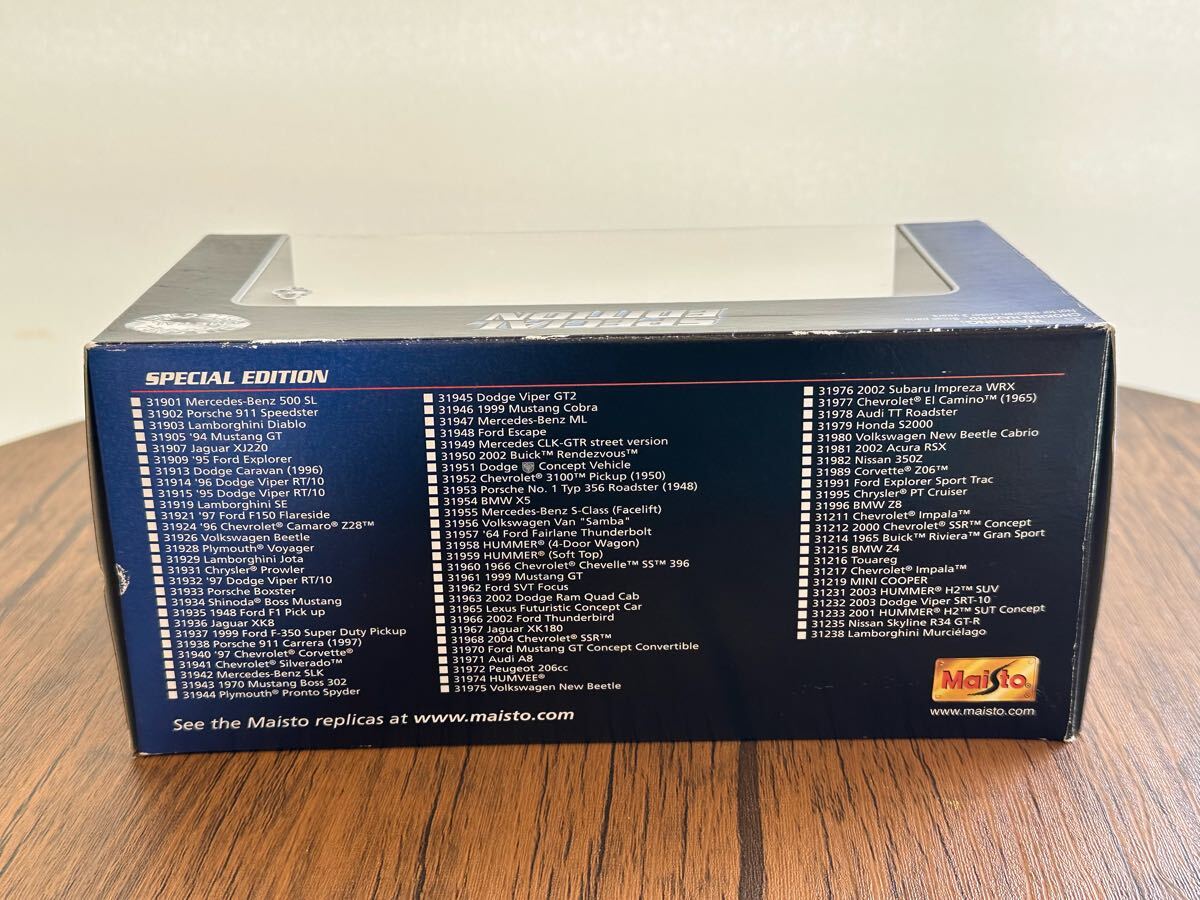 SPECIAL EDITION
SPECIAL EDITION
31901 Mercedes-Benz 500 SL
31902 Porsche 911 Speedster
31903 Lamborghini Diablo
31905 '94 Mustang GT
31907 Jaguar XJ220
31909 '95 Ford Explorer
31913 Dodge Caravan (1996)
31914 '96 Dodge Viper RT/10
31915 '95 Dodge Viper RT/10
31919 Lamborghini SE
31921 '97 Ford F150 Flareside
31924 '96 Chevrolet® Camaro® Z28™
31926 Volkswagen Beetle
31928 Plymouth® Voyager
31929 Lamborghini Jota
31931 Chrysler® Prowler
31932 '97 Dodge Viper RT/10
31933 Porsche Boxster
31934 Shinoda® Boss Mustang
31935 1948 Ford F1 Pick up
31936 Jaguar XK8
31937 1999 Ford F-350 Super Duty Pickup
31938 Porsche 911 Carrera (1997)
31940 '97 Chevrolet® Corvette®
31941 Chevrolet® Silverado™
31942 Mercedes-Benz SLK
31943 1970 Mustang Boss 302
31944 Plymouth® Pronto Spyder
31945 Dodge Viper GT2
31946 1999 Mustang Cobra
31947 Mercedes-Benz ML
31948 Ford Escape
31949 Mercedes CLK-GTR street version
31950 2002 Buick™ Rendezvous™
31951 Dodge Concept Vehicle
31952 Chevrolet® 3100™ Pickup (1950)
31953 Porsche No. 1 Typ 356 Roadster (1948)
31954 BMW X5
31955 Mercedes-Benz S-Class (Facelift)
31956 Volkswagen Van "Samba"
31957 '64 Ford Fairlane Thunderbolt
31958 HUMMER® (4-Door Wagon)
31959 HUMMER® (Soft Top)
31960 1966 Chevrolet® Chevelle™ SS™ 396
31961 1999 Mustang GT
31962 Ford SVT Focus
31963 2002 Dodge Ram Quad Cab
31965 Lexus Futuristic Concept Car
31966 2002 Ford Thunderbird
31967 Jaguar XK180
31968 2004 Chevrolet® SSR™
31970 Ford Mustang GT Concept Convertible
31971 Audi A8
31972 Peugeot 206cc
31974 HUMVEE®
31975 Volkswagen New Beetle
31976 2002 Subaru Impreza WRX
31977 Chevrolet® El Camino™ (1965)
31978 Audi TT Roadster
31979 Honda S2000
31980 Volkswagen New Beetle Cabrio
31981 2002 Acura RSX
31982 Nissan 350Z
31989 Corvette® Z06™
31991 Ford Explorer Sport Trac
31995 Chrysler® PT Cruiser
31996 BMW Z8
31211 Chevrolet® Impala™
31212 2000 Chevrolet® SSR™ Concept
31214 1965 Buick™ Riviera™ Gran Sport
31215 BMW Z4
31216 Touareg
31217 Chevrolet® Impala™
31219 MINI COOPER
31231 2003 HUMMER® H2™ SUV
31232 2003 Dodge Viper SRT-10
31233 2001 HUMMER® H2™ SUT Concept
31235 Nissan Skyline R34 GT-R
31238 Lamborghini Murciélago
See the Maisto replicas at www.maisto.com
Maisto®
www.maisto.com